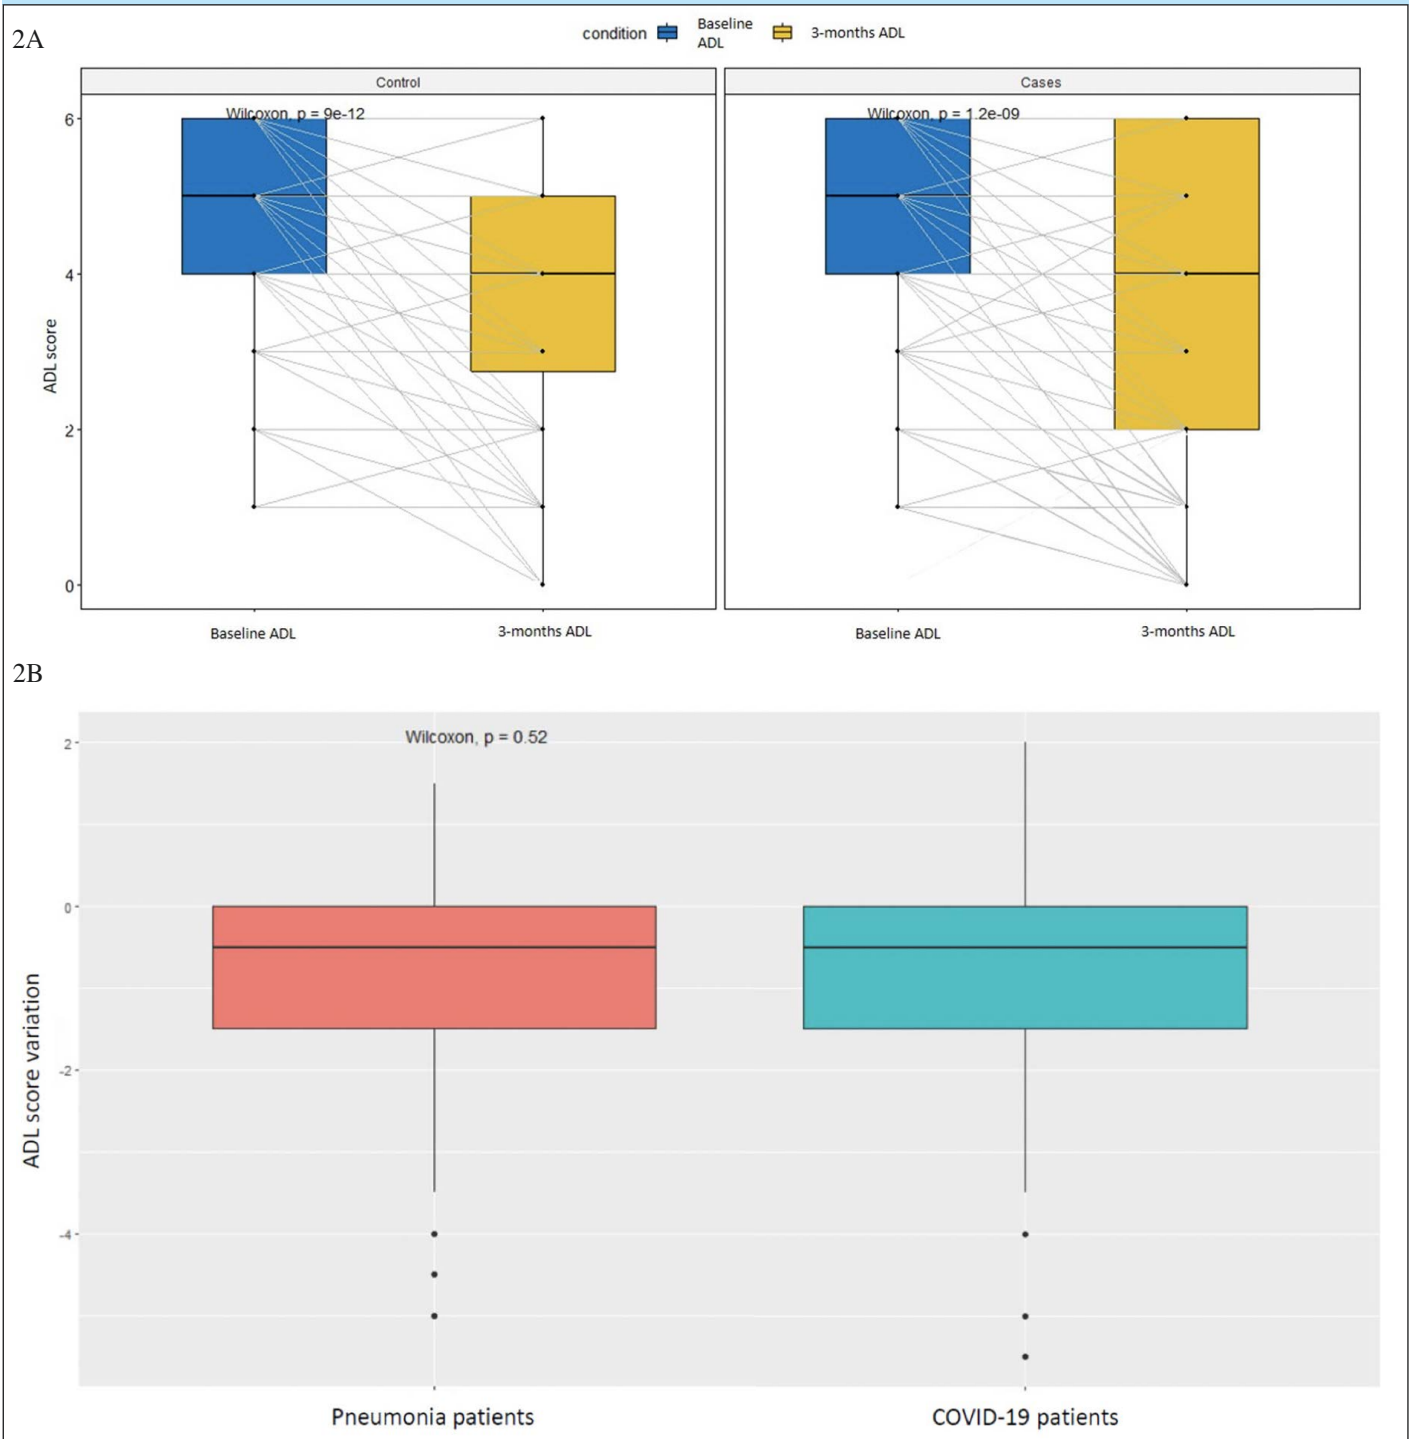 2A
condition Baseline ADL 3-months ADL
Control Cases
Wilcoxon, p = 9e-12 Wilcoxon, p = 1.2e-09
6
4
2
0
ADL score
Baseline ADL 3-months ADL Baseline ADL 3-months ADL
2B
Wilcoxon, p = 0.52
2
0
-2
-4
ADL score variation
Pneumonia patients COVID-19 patients